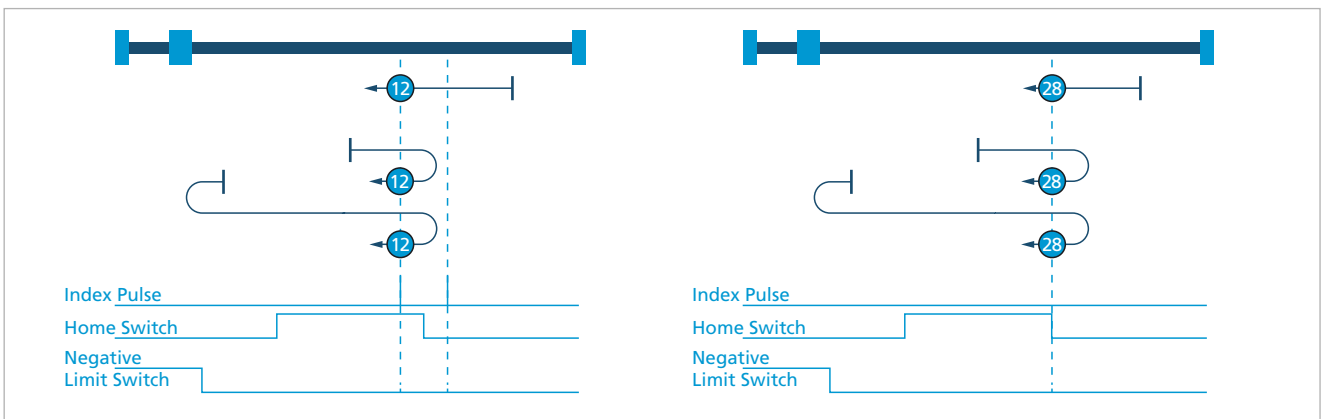 12
12
12
Index Pulse
Home Switch
Negative
Limit Switch
28
28
28
Index Pulse
Home Switch
Negative
Limit Switch